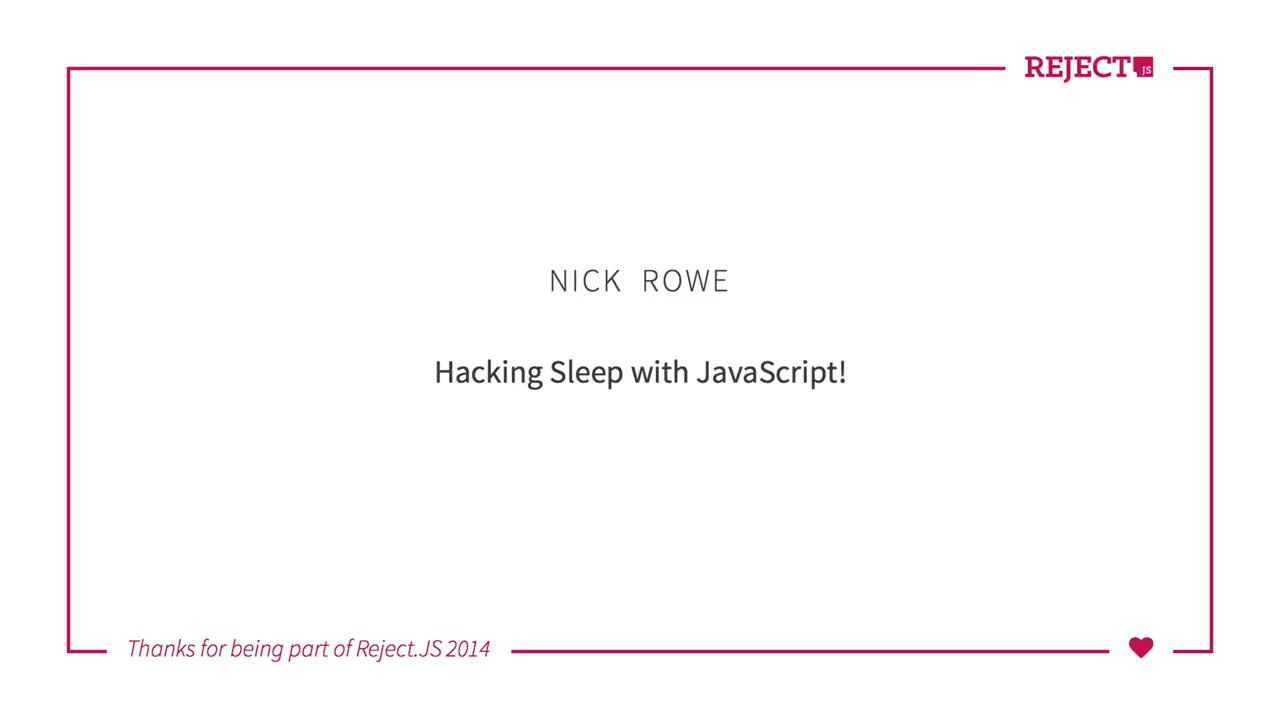 REJECT JS
NICK ROWE
Hacking Sleep with JavaScript!
Thanks for being part of Reject.JS 2014